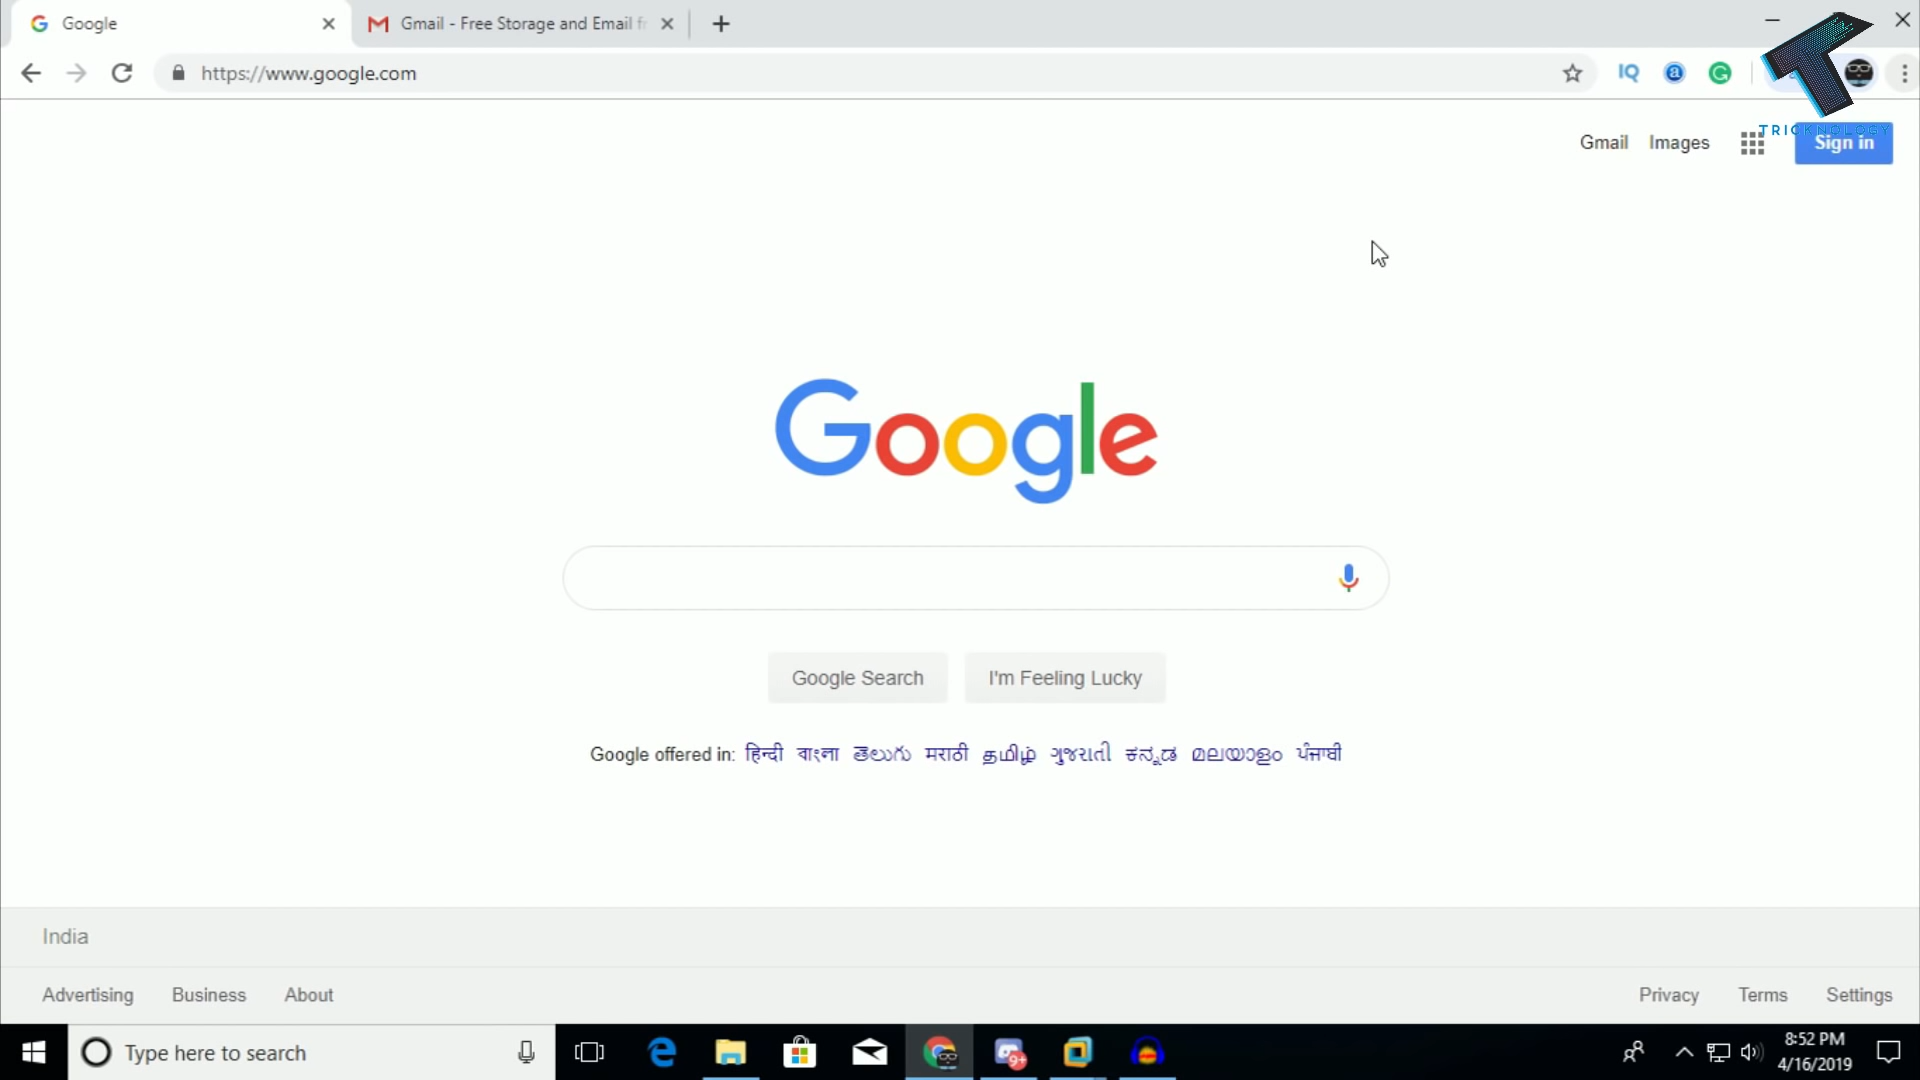 Google
Gmail - Free Storage and Email fr
https://www.google.com
IQ
TRICKNOLOGY
Gmail Images Sign in
Google
Google Search I'm Feeling Lucky
Google offered in: हिन्दी বাংলা తెలుగు मराठी தமிழ் ગુજરાતી ಕನ್ನಡ മലയാളം ਪੰਜਾਬੀ
India
Advertising Business About Privacy Terms Settings
Type here to search
9+
8:52 PM
4/16/2019